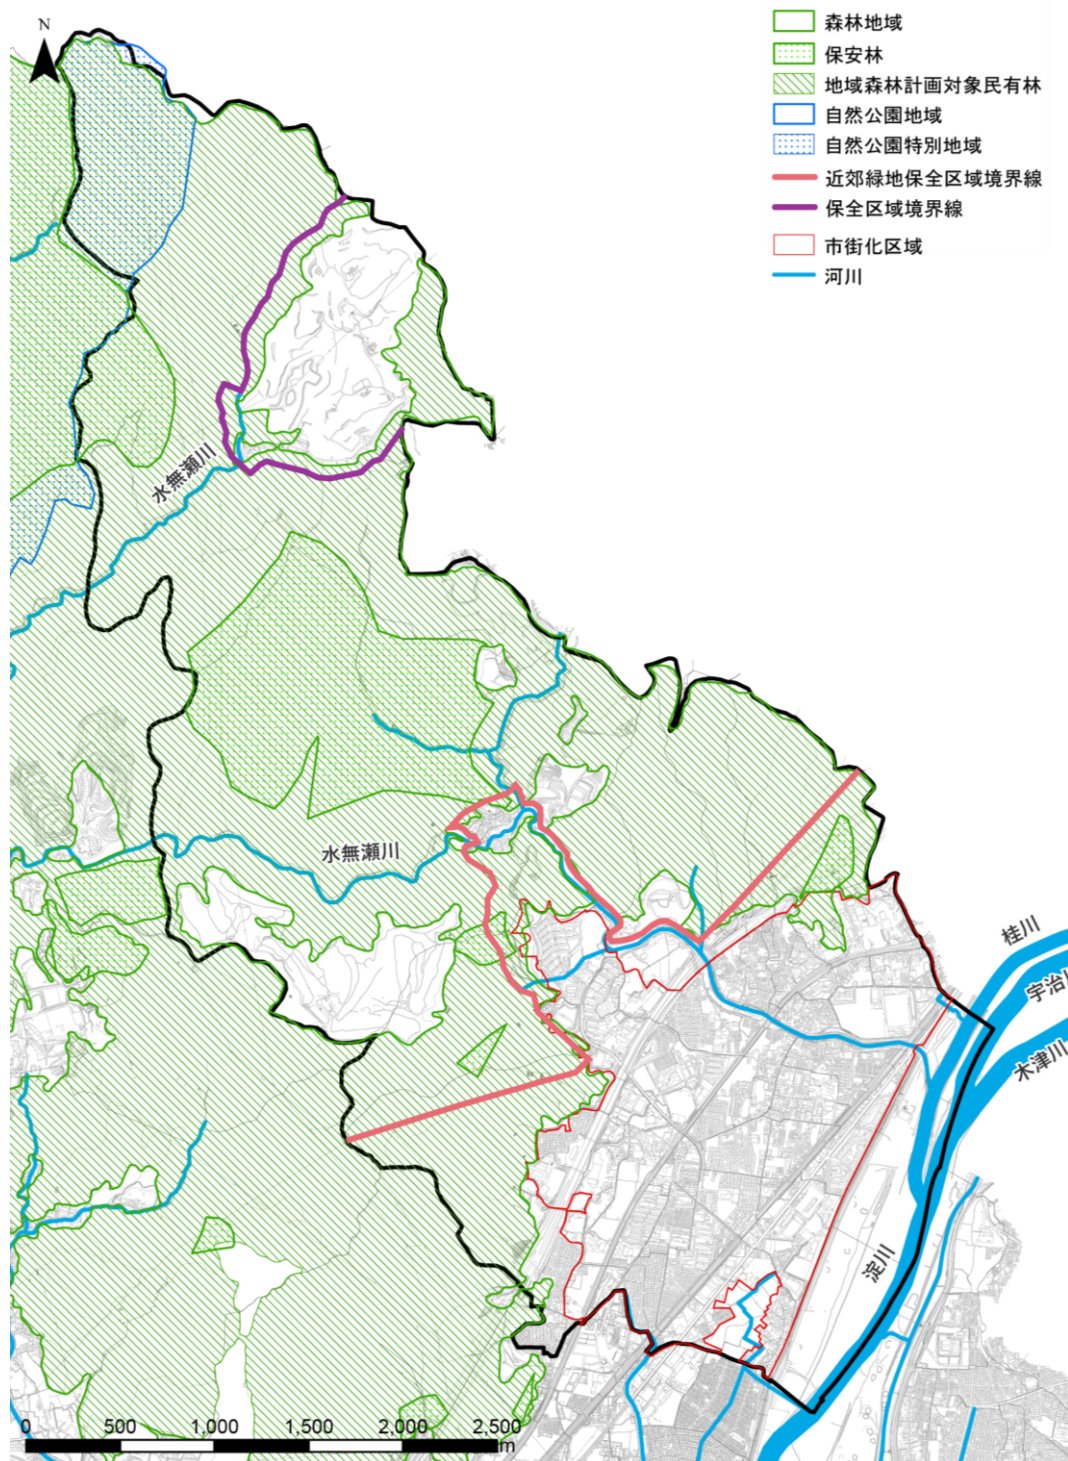 N
森林地域
保安林
地域森林計画対象民有林
自然公園地域
自然公園特別地域
近郊緑地保全区域境界線
保全区域境界線
市街化区域
河川
水無瀬川
水無瀬川
桂川
宇治川
木津川
淀川
0 500 1,000 1,500 2,000 2,500
m